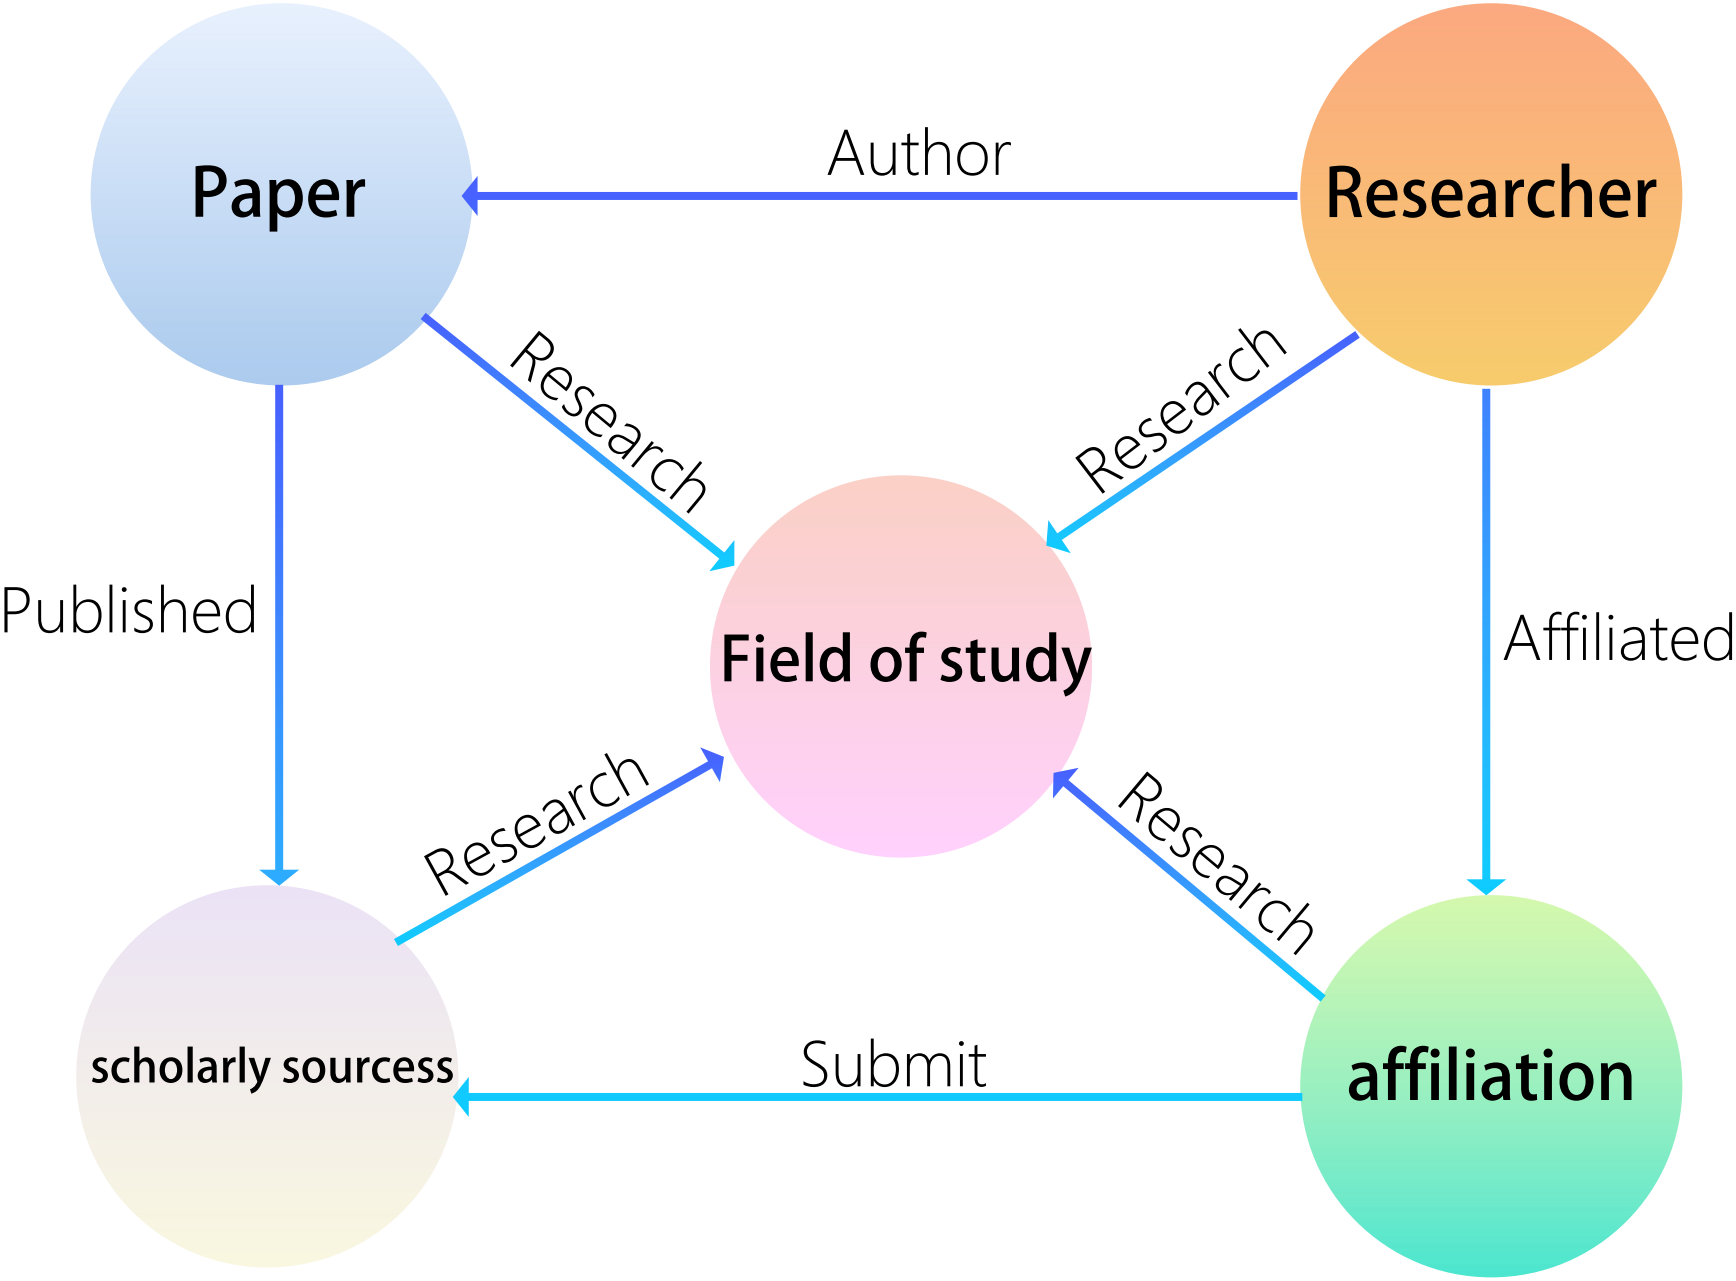 Author
Paper
Researcher
Research
Research
Published
Affiliated
Field of study
Research
Research
scholarly sourcess
Submit
affiliation